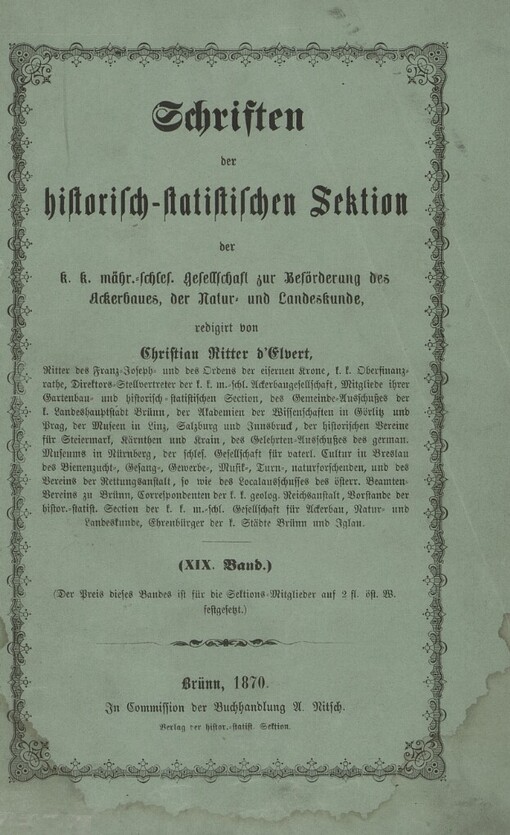 Schriften
der
historisch-statistischen Sektion
der
k. k. mähr.-schles. Gesellschaft zur Beförderung des
Ackerbaues, der Natur- und Landeskunde,
redigirt von
Christian Ritter d'Elvert,
Ritter des Franz-Joseph- und des Ordens der eisernen Krone, k. k. Oberfinanz-
rathe, Direktors-Stellvertreter der k. k. m.-schl. Ackerbaugesellschaft, Mitgliede ihrer
Gartenbau- und historisch-statistischen Section, des Gemeinde-Ausschusses der
k. Landeshauptstadt Brünn, der Akademien der Wissenschaften in Görlitz und
Prag, der Museen in Linz, Salzburg und Innsbruck, der historischen Vereine
für Steiermark, Kärnthen und Krain, des Gelehrten-Ausschusses des german.
Museums in Nürnberg, der schles. Gesellschaft für vaterl. Cultur in Breslau
des Bienenzucht-, Gesang-, Gewerbe-, Musik-, Turn-, naturforschenden, und des
Vereins der Rettungsanstalt, so wie des Localausschusses des österr. Beamten-
Vereins zu Brünn, Correspondenten der k. k. geolog. Reichsanstalt, Vorstande der
histor.-statist. Section der k. k. m.-schl. Gesellschaft für Ackerbau, Natur- und
Landeskunde, Ehrenbürger der k. Städte Brünn und Iglau.
(XIX. Band.)
(Der Preis dieses Bandes ist für die Sektions-Mitglieder auf 2 fl. öst. W.
festgesetzt.)
Brünn, 1870.
In Commission der Buchhandlung A. Nitsch.
Verlag der histor.-statist. Sektion.